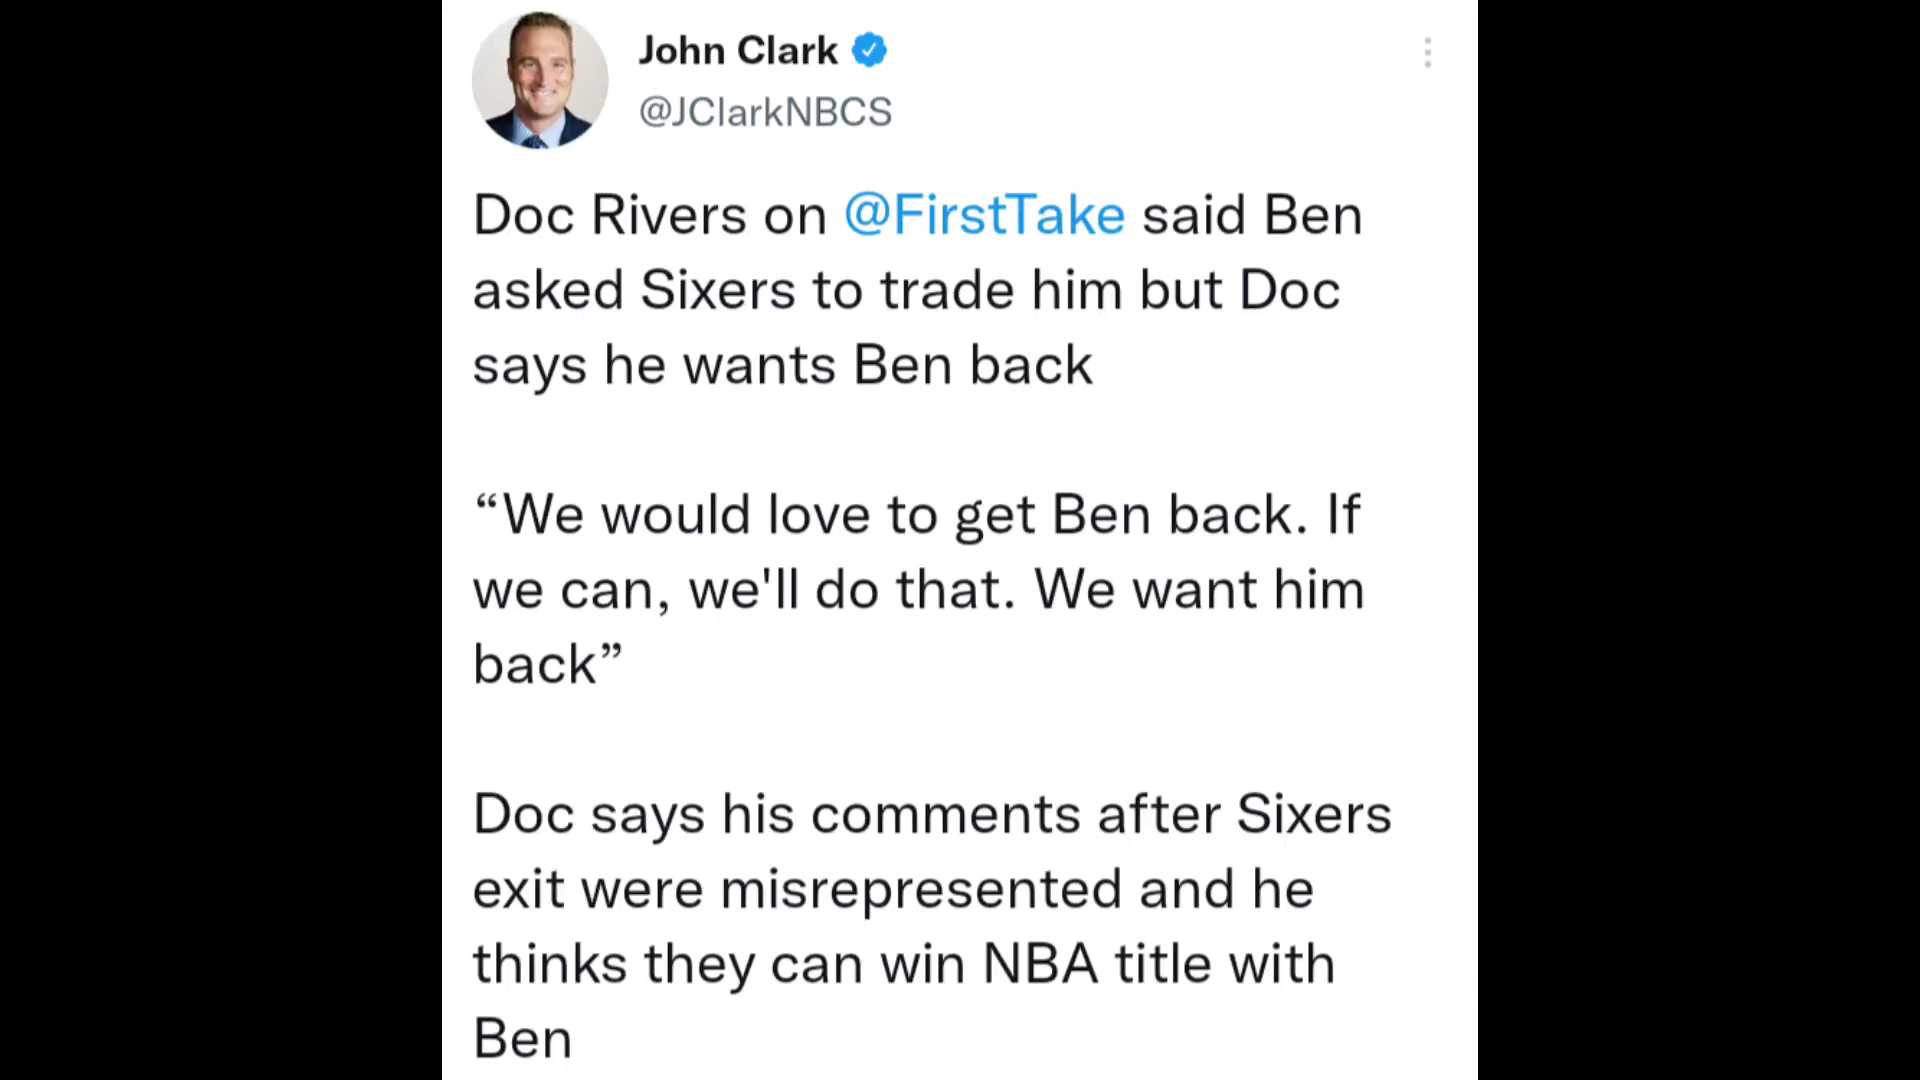 John Clark
@JClarkNBCS
Doc Rivers on @FirstTake said Ben
asked Sixers to trade him but Doc
says he wants Ben back
“We would love to get Ben back. If
we can, we'll do that. We want him
back”
Doc says his comments after Sixers
exit were misrepresented and he
thinks they can win NBA title with
Ben